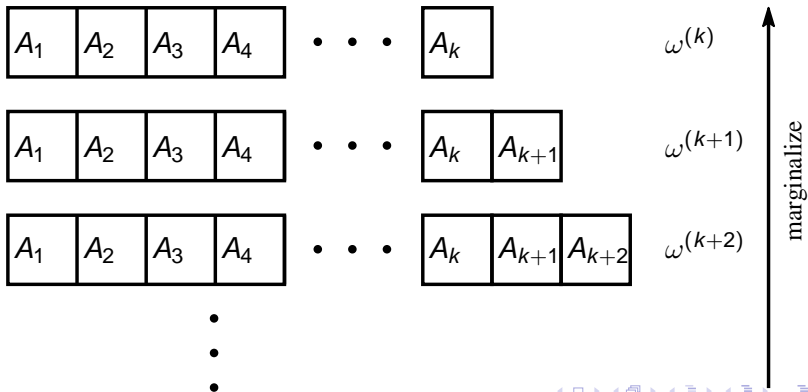 A₁ A₂ A₃ A₄ • • • Aₖ ω⁽ᵏ⁾
A₁ A₂ A₃ A₄ • • • Aₖ Aₖ₊₁ ω⁽ᵏ⁺¹⁾
A₁ A₂ A₃ A₄ • • • Aₖ Aₖ₊₁ Aₖ₊₂ ω⁽ᵏ⁺²⁾
marginalize